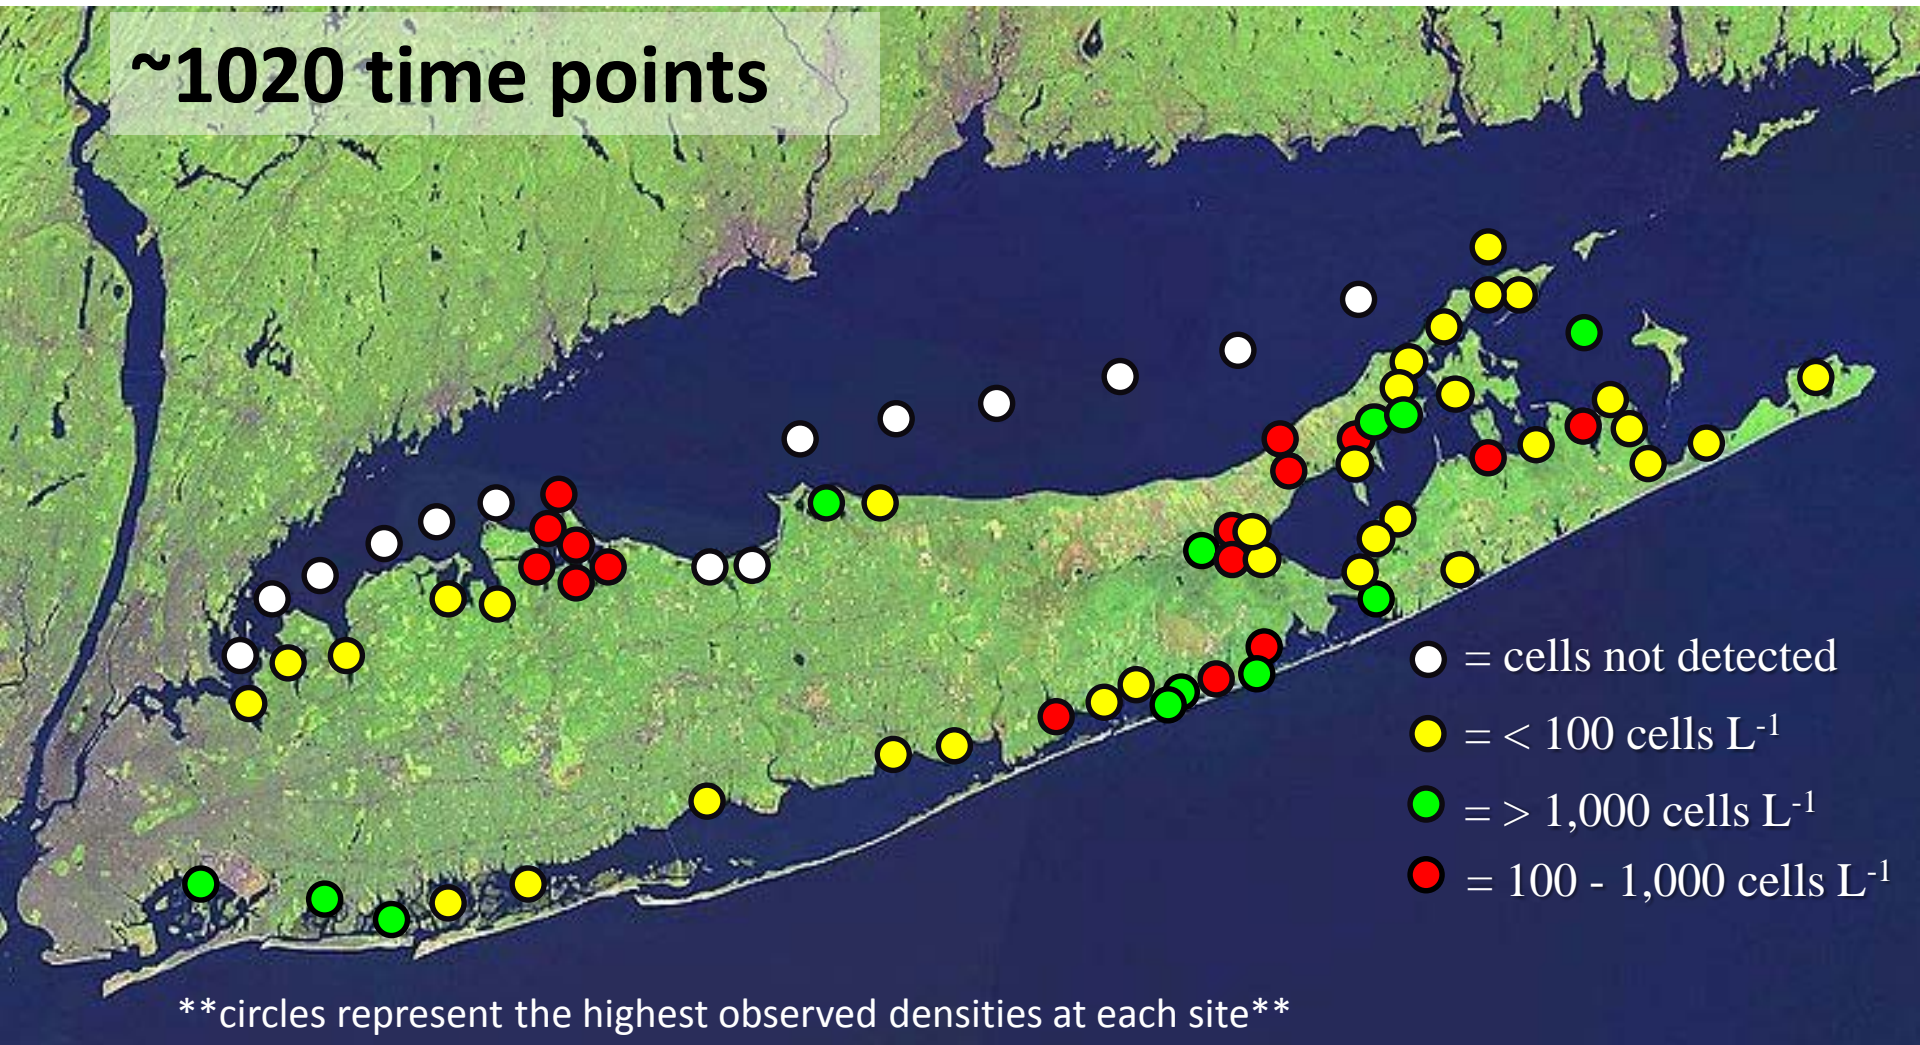 ~1020 time points
= cells not detected
= < 100 cells L⁻¹
= > 1,000 cells L⁻¹
= 100 - 1,000 cells L⁻¹
**circles represent the highest observed densities at each site**